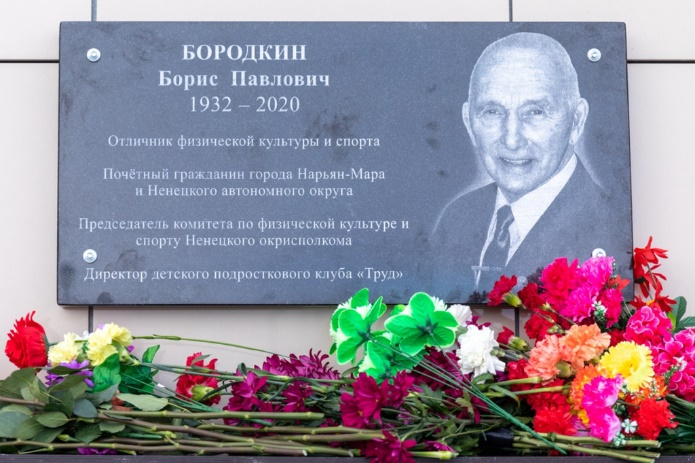 БОРОДКИН
Борис Павлович
1932 – 2020
Отличник физической культуры и спорта
Почётный гражданин города Нарьян-Мара
и Ненецкого автономного округа
Председатель комитета по физической культуре и
спорту Ненецкого окрисполкома
Директор детского подросткового клуба «Труд»